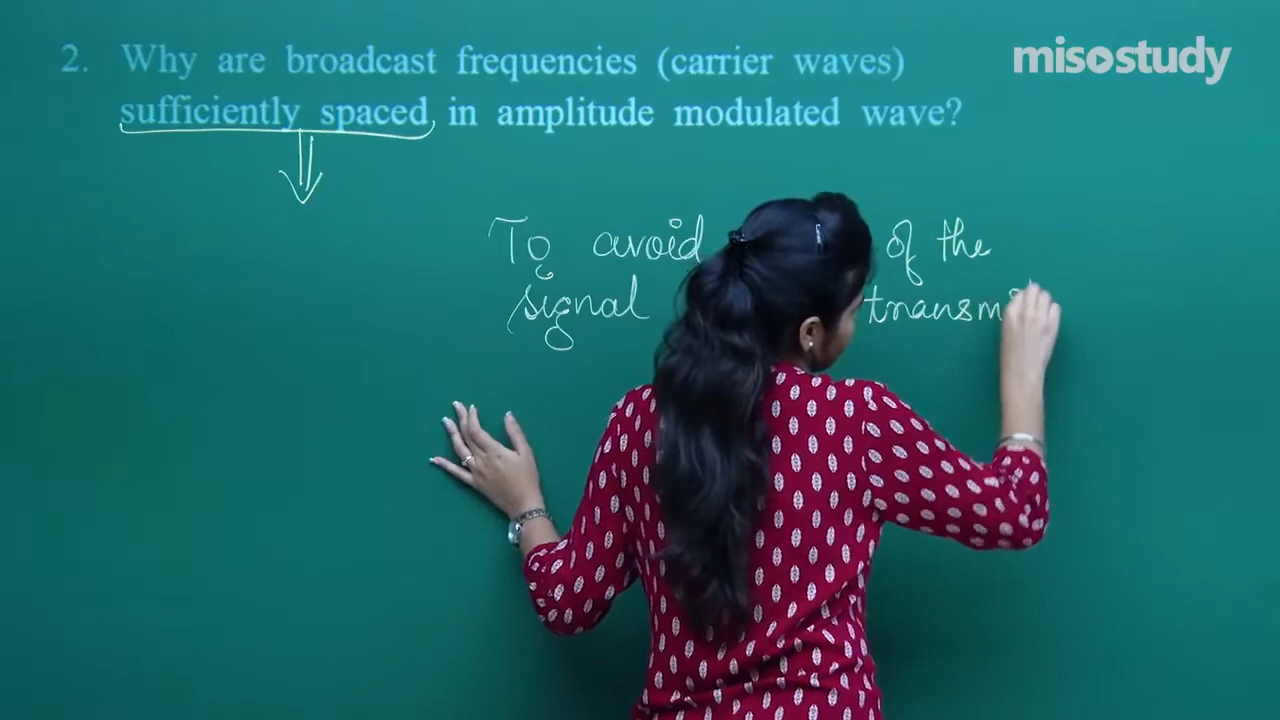 misostudy
2. Why are broadcast frequencies (carrier waves)
sufficiently spaced in amplitude modulated wave?
To avoid of the
signal transm